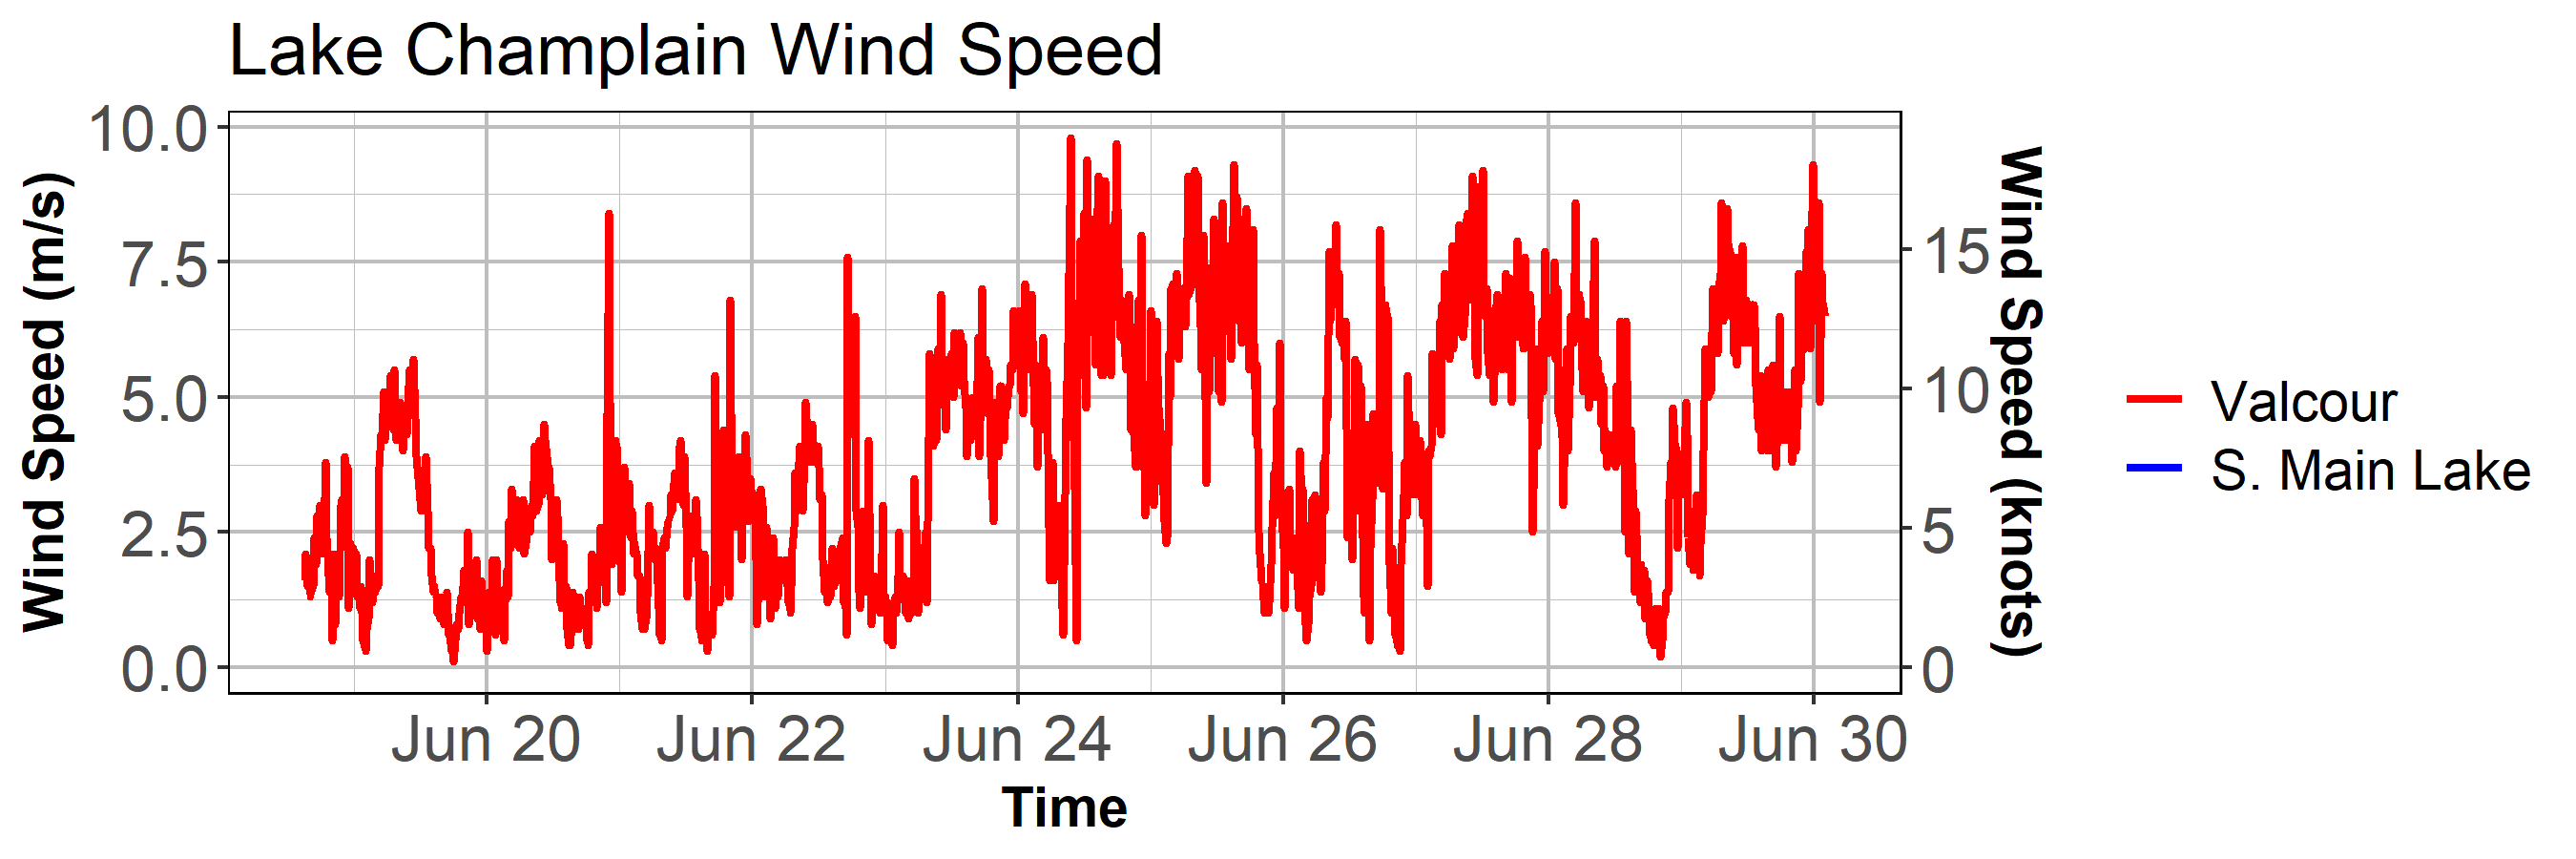 Lake Champlain Wind Speed
Wind Speed (m/s)
10.0
7.5
5.0
2.5
0.0
Jun 20
Jun 22
Jun 24
Jun 26
Jun 28
Jun 30
Time
15
10
5
0
Wind Speed (knots)
Valcour
S. Main Lake